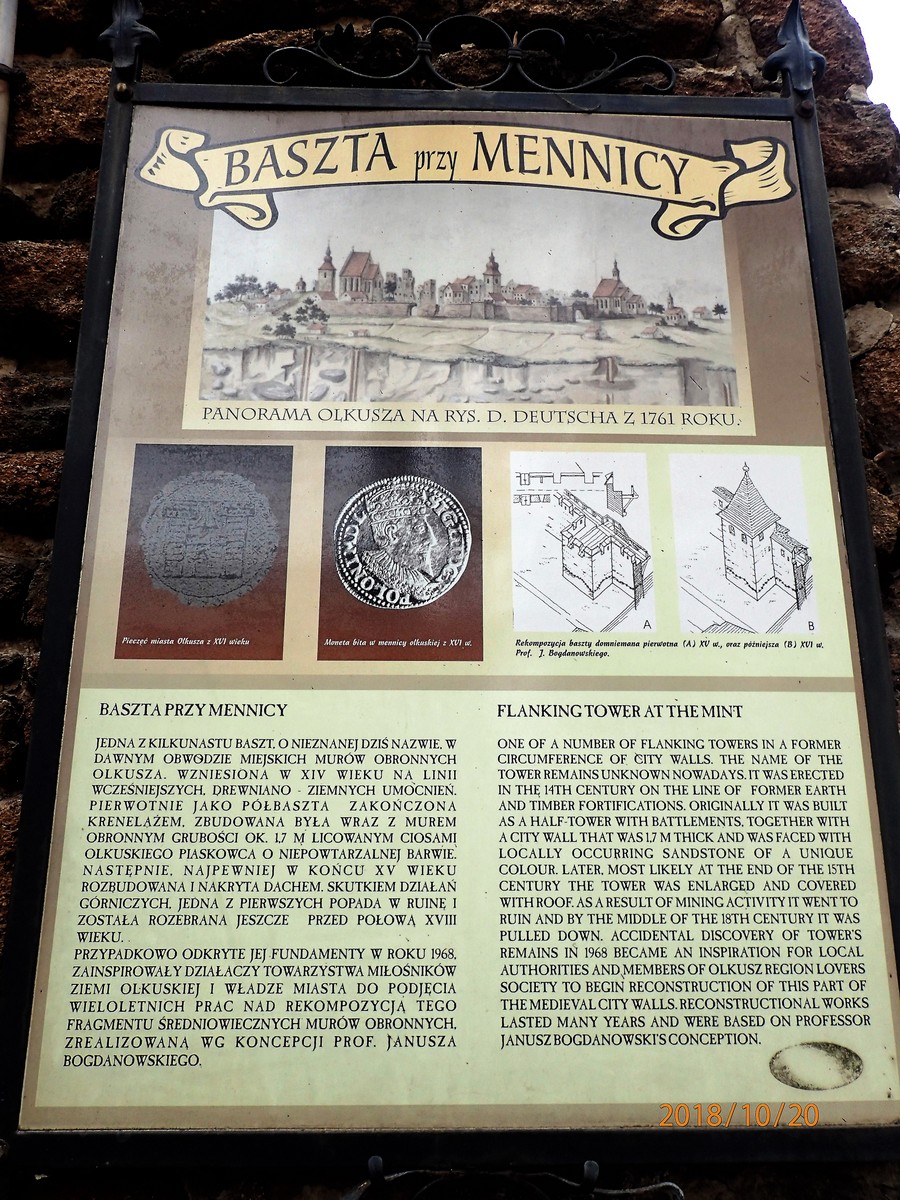 BASZTA przy MENNICY
PANORAMA OLKUSZA NA RYS. D. DEUTSCHA Z 1761 ROKU.
Pieczęć miasta Olkusza z XVI wieku
Moneta bita w mennicy olkuskiej z XVI w.
A
B
Rekompozycja baszty domniemana pierwotna (A) XV w., oraz późniejsza (B) XVI w.
Prof. J. Bogdanowskiego.
BASZTA PRZY MENNICY
JEDNA Z KILKUNASTU BASZT, O NIEZNANEJ DZIŚ NAZWIE, W
DAWNYM OBWODZIE MIEJSKICH MURÓW OBRONNYCH
OLKUSZA. WZNIESIONA W XIV WIEKU NA LINII
WCZEŚNIEJSZYCH, DREWNIANO - ZIEMNYCH UMOCNIEŃ.
PIERWOTNIE JAKO PÓŁBASZTA ZAKOŃCZONA
KRENELAŻEM, ZBUDOWANA BYŁA WRAZ Z MUREM
OBRONNYM GRUBOŚCI OK. 1,7 M LICOWANYM CIOSAMI
OLKUSKIEGO PIASKOWCA O NIEPOWTARZALNEJ BARWIE.
NASTĘPNIE, NAJPEWNIEJ W KOŃCU XV WIEKU
ROZBUDOWANA I NAKRYTA DACHEM. SKUTKIEM DZIAŁAŃ
GÓRNICZYCH, JEDNA Z PIERWSZYCH POPADA W RUINĘ I
ZOSTAŁA ROZEBRANA JESZCZE PRZED POŁOWĄ XVIII
WIEKU.
PRZYPADKOWO ODKRYTE JEJ FUNDAMENTY W ROKU 1968,
ZAINSPIROWAŁY DZIAŁACZY TOWARZYSTWA MIŁOŚNIKÓW
ZIEMI OLKUSKIEJ I WŁADZE MIASTA DO PODJĘCIA
WIELOLETNICH PRAC NAD REKOMPOZYCJĄ TEGO
FRAGMENTU ŚREDNIOWIECZNYCH MURÓW OBRONNYCH,
ZREALIZOWANĄ WG KONCEPCJI PROF. JANUSZA
BOGDANOWSKIEGO.
FLANKING TOWER AT THE MINT
ONE OF A NUMBER OF FLANKING TOWERS IN A FORMER
CIRCUMFERENCE OF CITY WALLS. THE NAME OF THE
TOWER REMAINS UNKNOWN NOWADAYS. IT WAS ERECTED
IN THE 14TH CENTURY ON THE LINE OF FORMER EARTH
AND TIMBER FORTIFICATIONS. ORIGINALLY IT WAS BUILT
AS A HALF-TOWER WITH BATTLEMENTS, TOGETHER WITH
A CITY WALL THAT WAS 1,7 M THICK AND WAS FACED WITH
LOCALLY OCCURRING SANDSTONE OF A UNIQUE
COLOUR. LATER, MOST LIKELY AT THE END OF THE 15TH
CENTURY THE TOWER WAS ENLARGED AND COVERED
WITH ROOF. AS A RESULT OF MINING ACTIVITY IT WENT TO
RUIN AND BY THE MIDDLE OF THE 18TH CENTURY IT WAS
PULLED DOWN. ACCIDENTAL DISCOVERY OF TOWER'S
REMAINS IN 1968 BECAME AN INSPIRATION FOR LOCAL
AUTHORITIES AND MEMBERS OF OLKUSZ REGION LOVERS
SOCIETY TO BEGIN RECONSTRUCTION OF THIS PART OF
THE MEDIEVAL CITY WALLS. RECONSTRUCTIONAL WORKS
LASTED MANY YEARS AND WERE BASED ON PROFESSOR
JANUSZ BOGDANOWSKI'S CONCEPTION.
2018/10/20